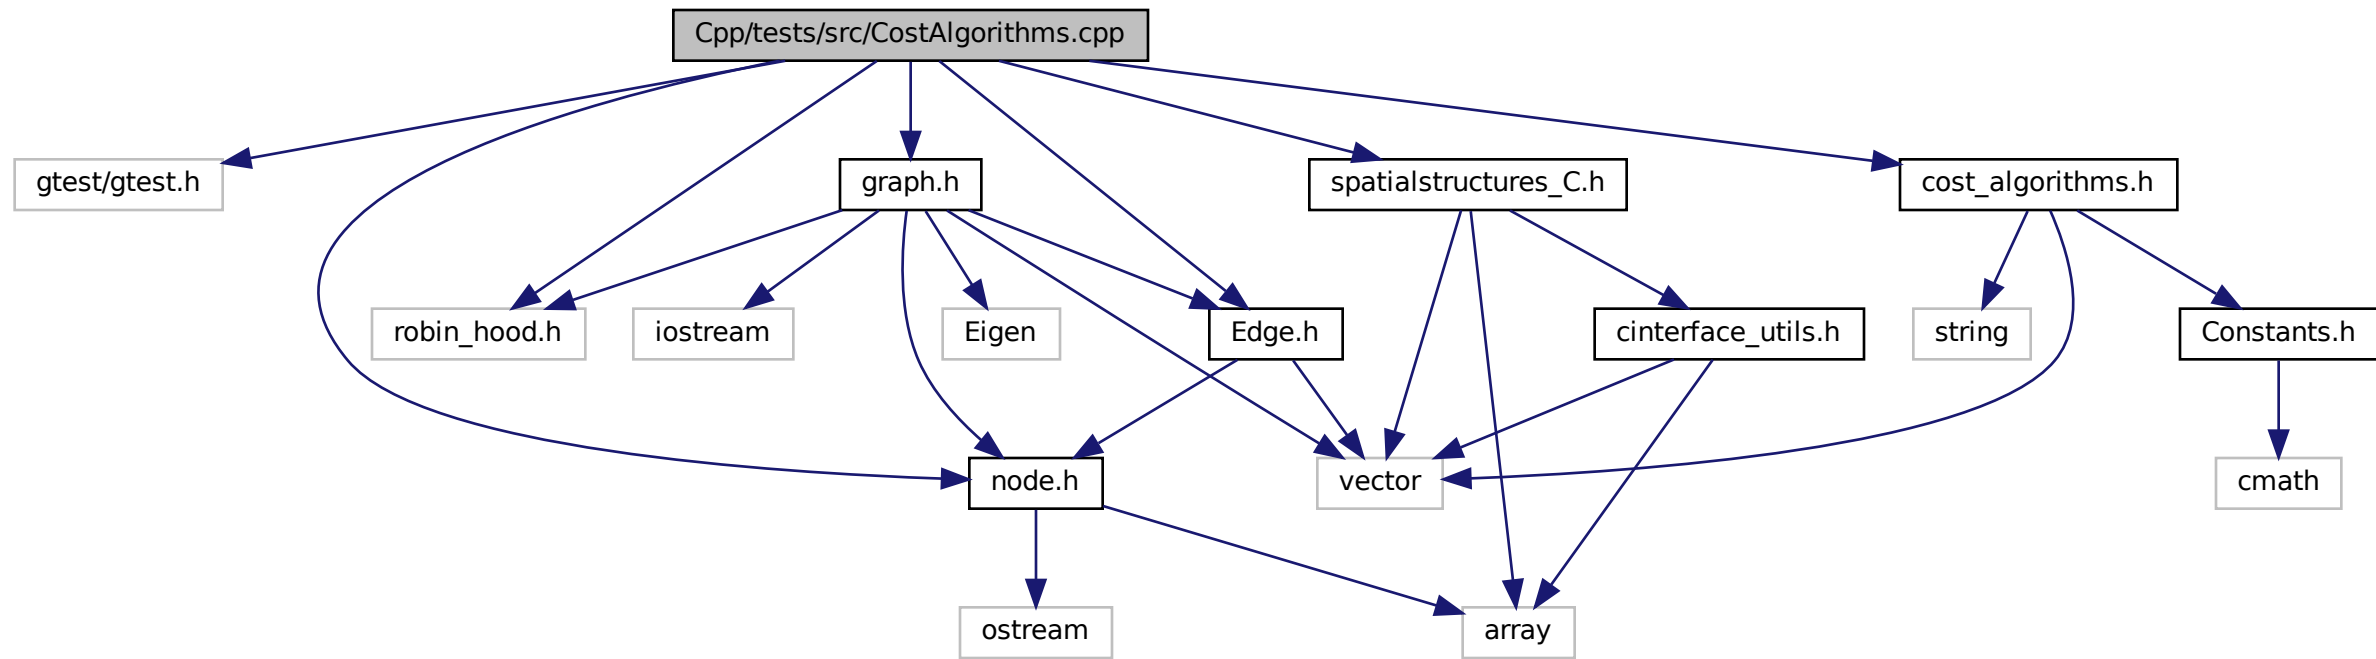 Cpp/tests/src/CostAlgorithms.cpp
gtest/gtest.h
graph.h
spatialstructures_C.h
cost_algorithms.h
robin_hood.h
iostream
Eigen
Edge.h
cinterface_utils.h
string
Constants.h
node.h
vector
cmath
ostream
array